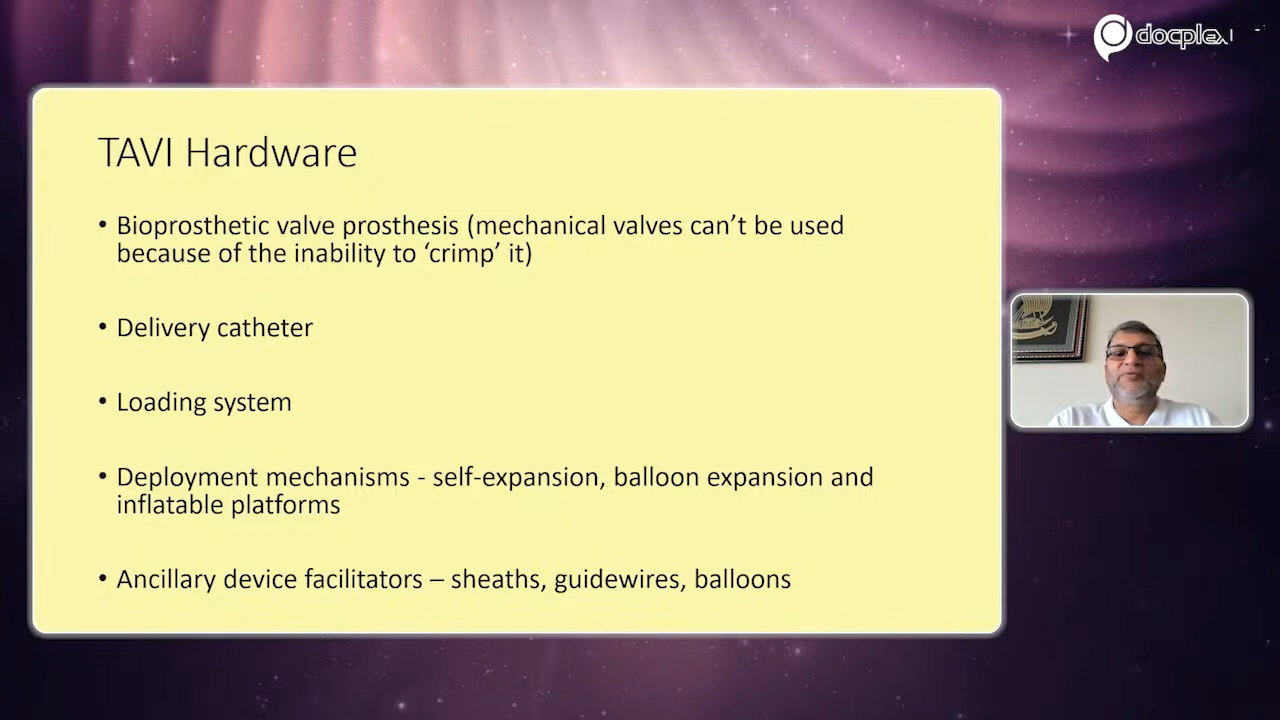 docplexus
TAVI Hardware
• Bioprosthetic valve prosthesis (mechanical valves can’t be used
because of the inability to ‘crimp’ it)
• Delivery catheter
• Loading system
• Deployment mechanisms - self-expansion, balloon expansion and
inflatable platforms
• Ancillary device facilitators – sheaths, guidewires, balloons